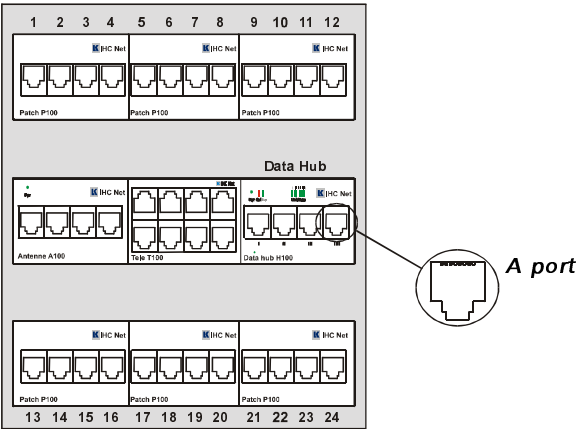 1 2 3 4 5 6 7 8 9 10 11 12
IHC Net IHC Net IHC Net
Patch P100 Patch P100 Patch P100
Data Hub
IHC Net IHC Net IHC Net
Antenne A100 Tele T100 Data hub H100
A port
IHC Net IHC Net IHC Net
Patch P100 Patch P100 Patch P100
13 14 15 16 17 18 19 20 21 22 23 24